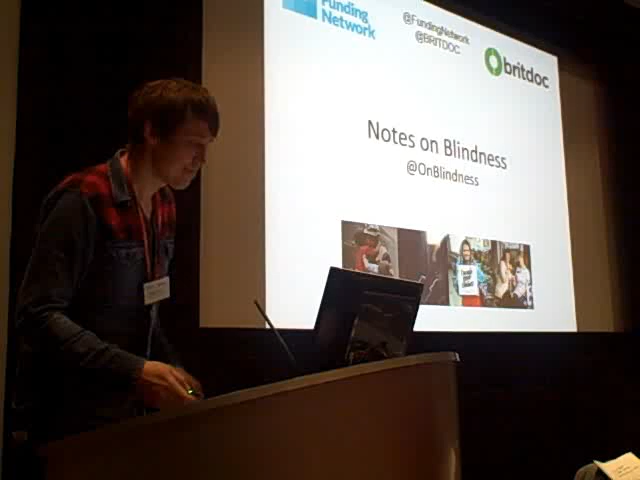 Funding
Network
@FundingNetwork
@BRITDOC
britdoc
Notes on Blindness
@OnBlindness